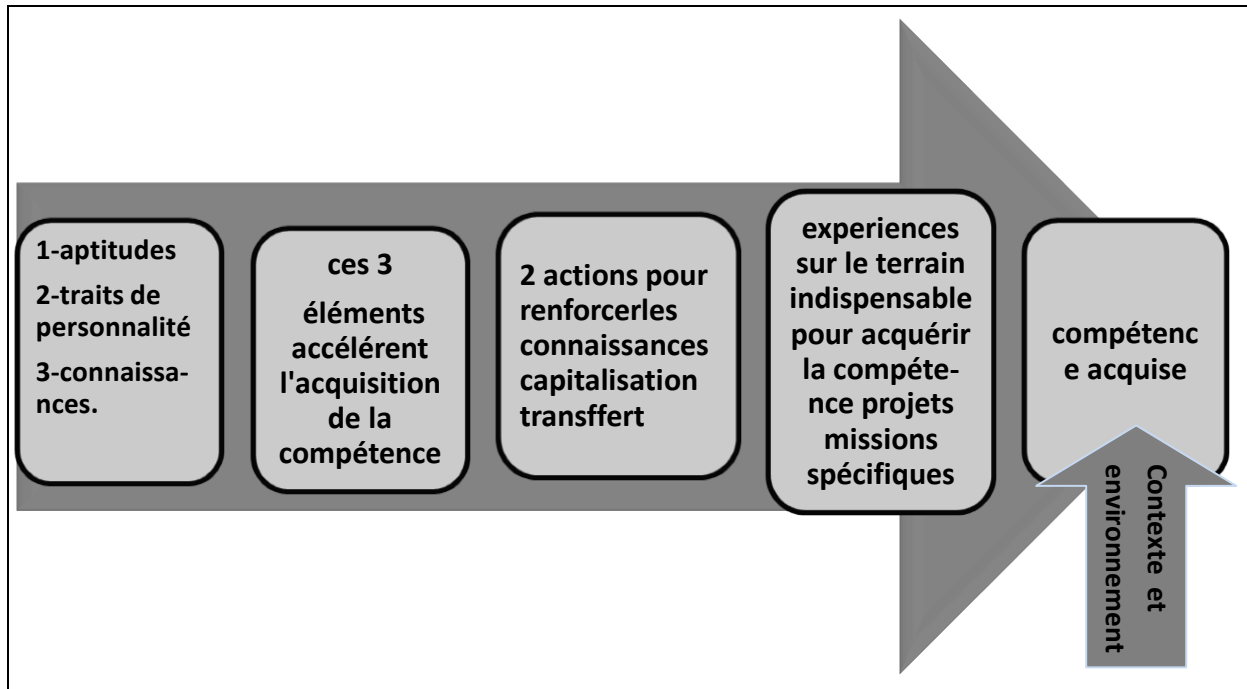 1-aptitudes
2-traits de
personnalité
3-connaissa-
nces.
ces 3
éléments
accélérent
l'acquisition
de la
compétence
2 actions pour
renforcerles
connaissances
capitalisation
transffert
experiences
sur le terrain
indispensable
pour acquérir
la compéte-
nce projets
missions
spécifiques
compétenc
e acquise
Contexte et
environnement